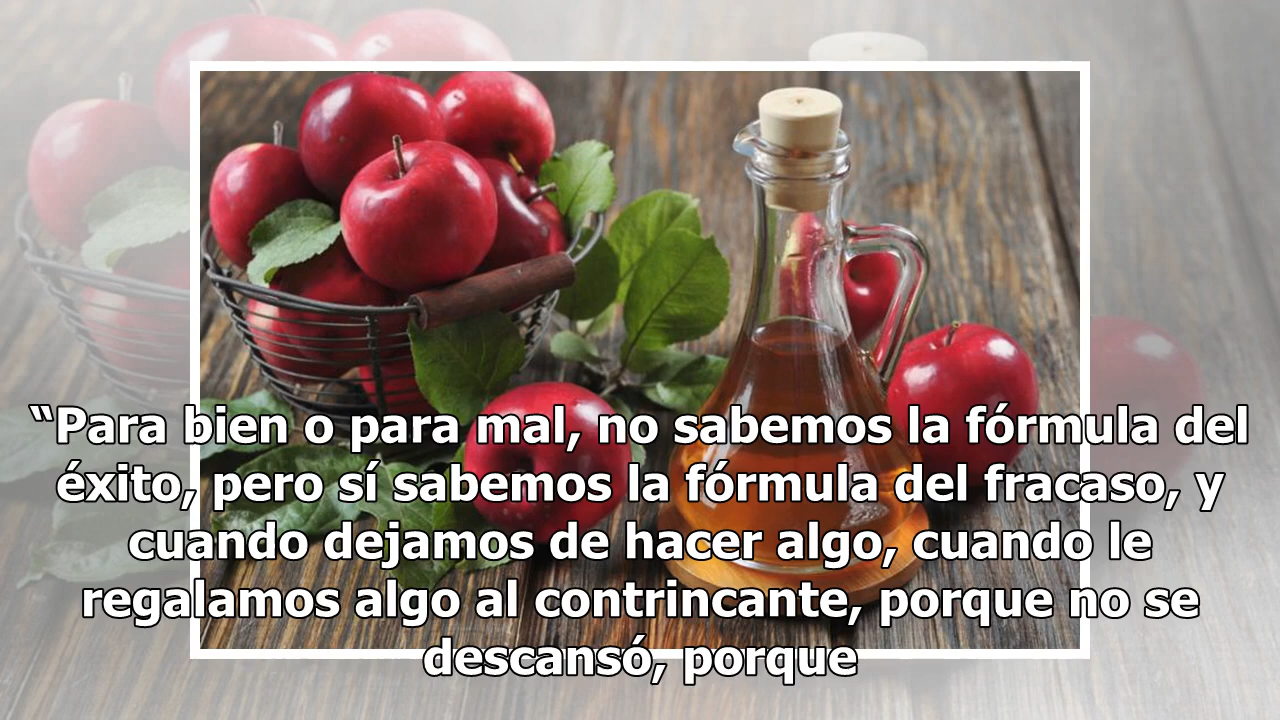 “Para bien o para mal, no sabemos la fórmula del
éxito, pero sí sabemos la fórmula del fracaso, y
cuando dejamos de hacer algo, cuando le
regalamos algo al contrincante, porque no se
descansó, porque